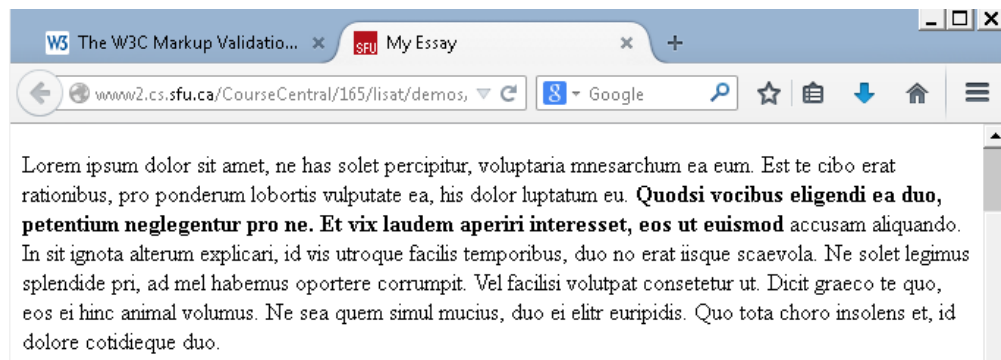 W3 The W3C Markup Validatio... × SFU My Essay × +
www2.cs.sfu.ca/CourseCentral/165/lisat/demos, 8 Google
Lorem ipsum dolor sit amet, ne has solet percipitur, voluptaria mnesarchum ea eum. Est te cibo erat
rationibus, pro ponderum lobortis vulputate ea, his dolor luptatum eu. Quodsi vocibus eligendi ea duo,
petentium neglegentur pro ne. Et vix laudem aperiri interesset, eos ut euismod accusam aliquando.
In sit ignota alterum explicari, id vis utroque facilis temporibus, duo no erat iisque scaevola. Ne solet legimus
splendide pri, ad mel habemus oportere corrumpit. Vel facilisi volutpat consetetur ut. Dicit graeco te quo,
eos ei hinc animal volumus. Ne sea quem simul mucius, duo ei elitr euripidis. Quo tota choro insolens et, id
dolore cotidieque duo.